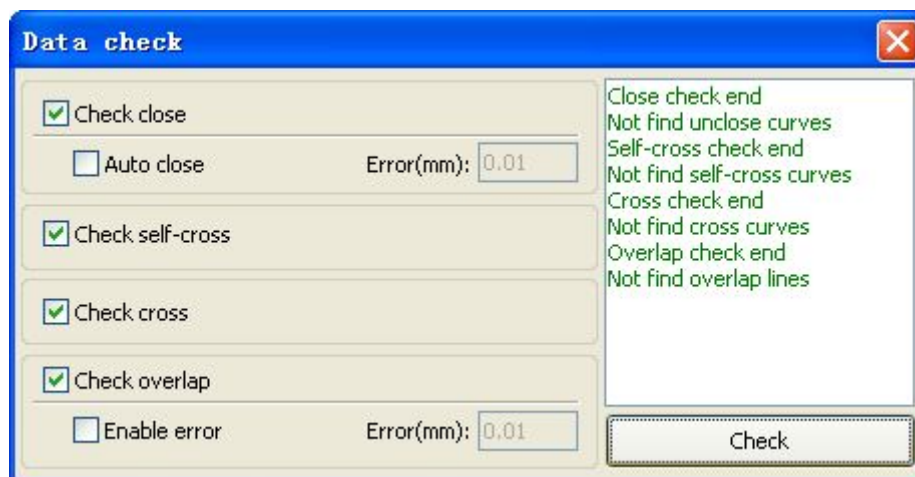 Data check
Check close
Auto close Error(mm): 0.01
Check self-cross
Check cross
Check overlap
Enable error Error(mm): 0.01
Close check end
Not find unclose curves
Self-cross check end
Not find self-cross curves
Cross check end
Not find cross curves
Overlap check end
Not find overlap lines
Check